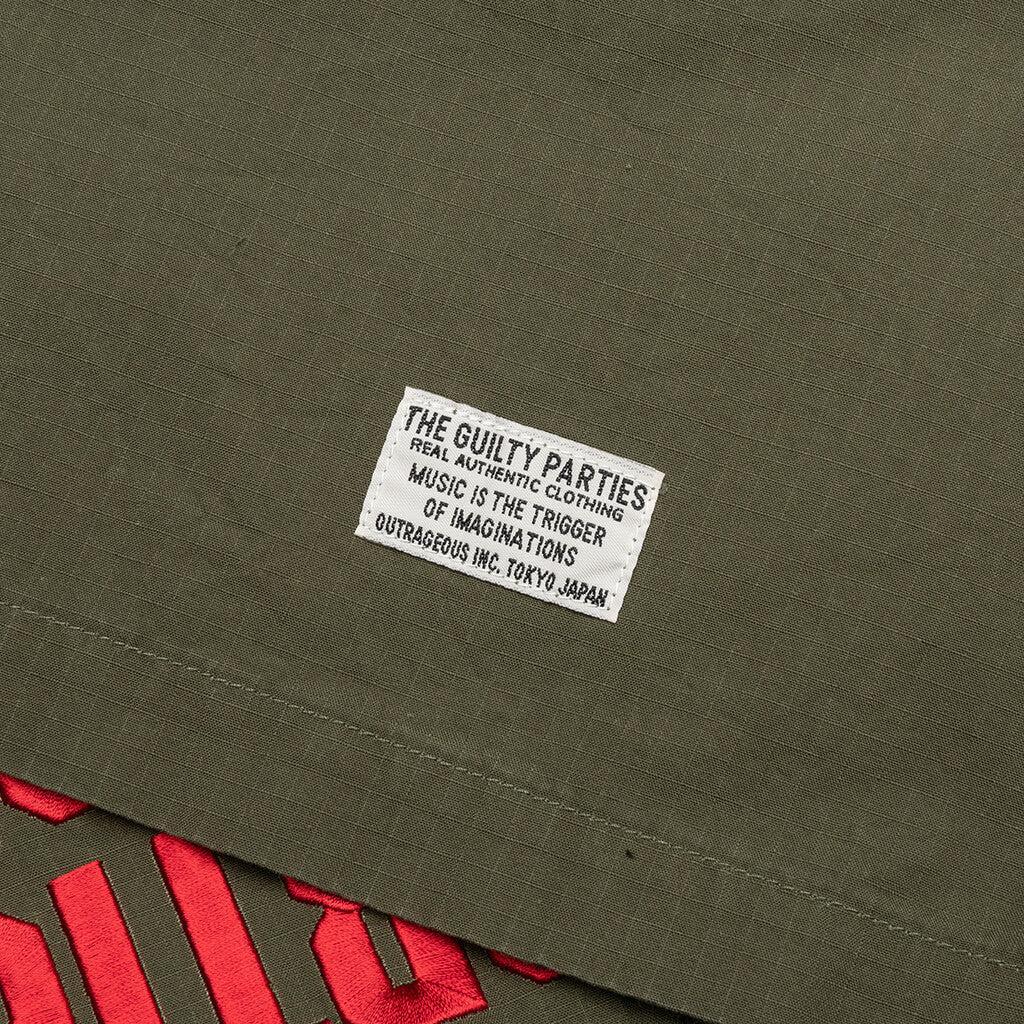 THE GUILTY PARTIES
REAL AUTHENTIC CLOTHING
MUSIC IS THE TRIGGER
OF IMAGINATIONS
OUTRAGEOUS INC. TOKYO JAPAN